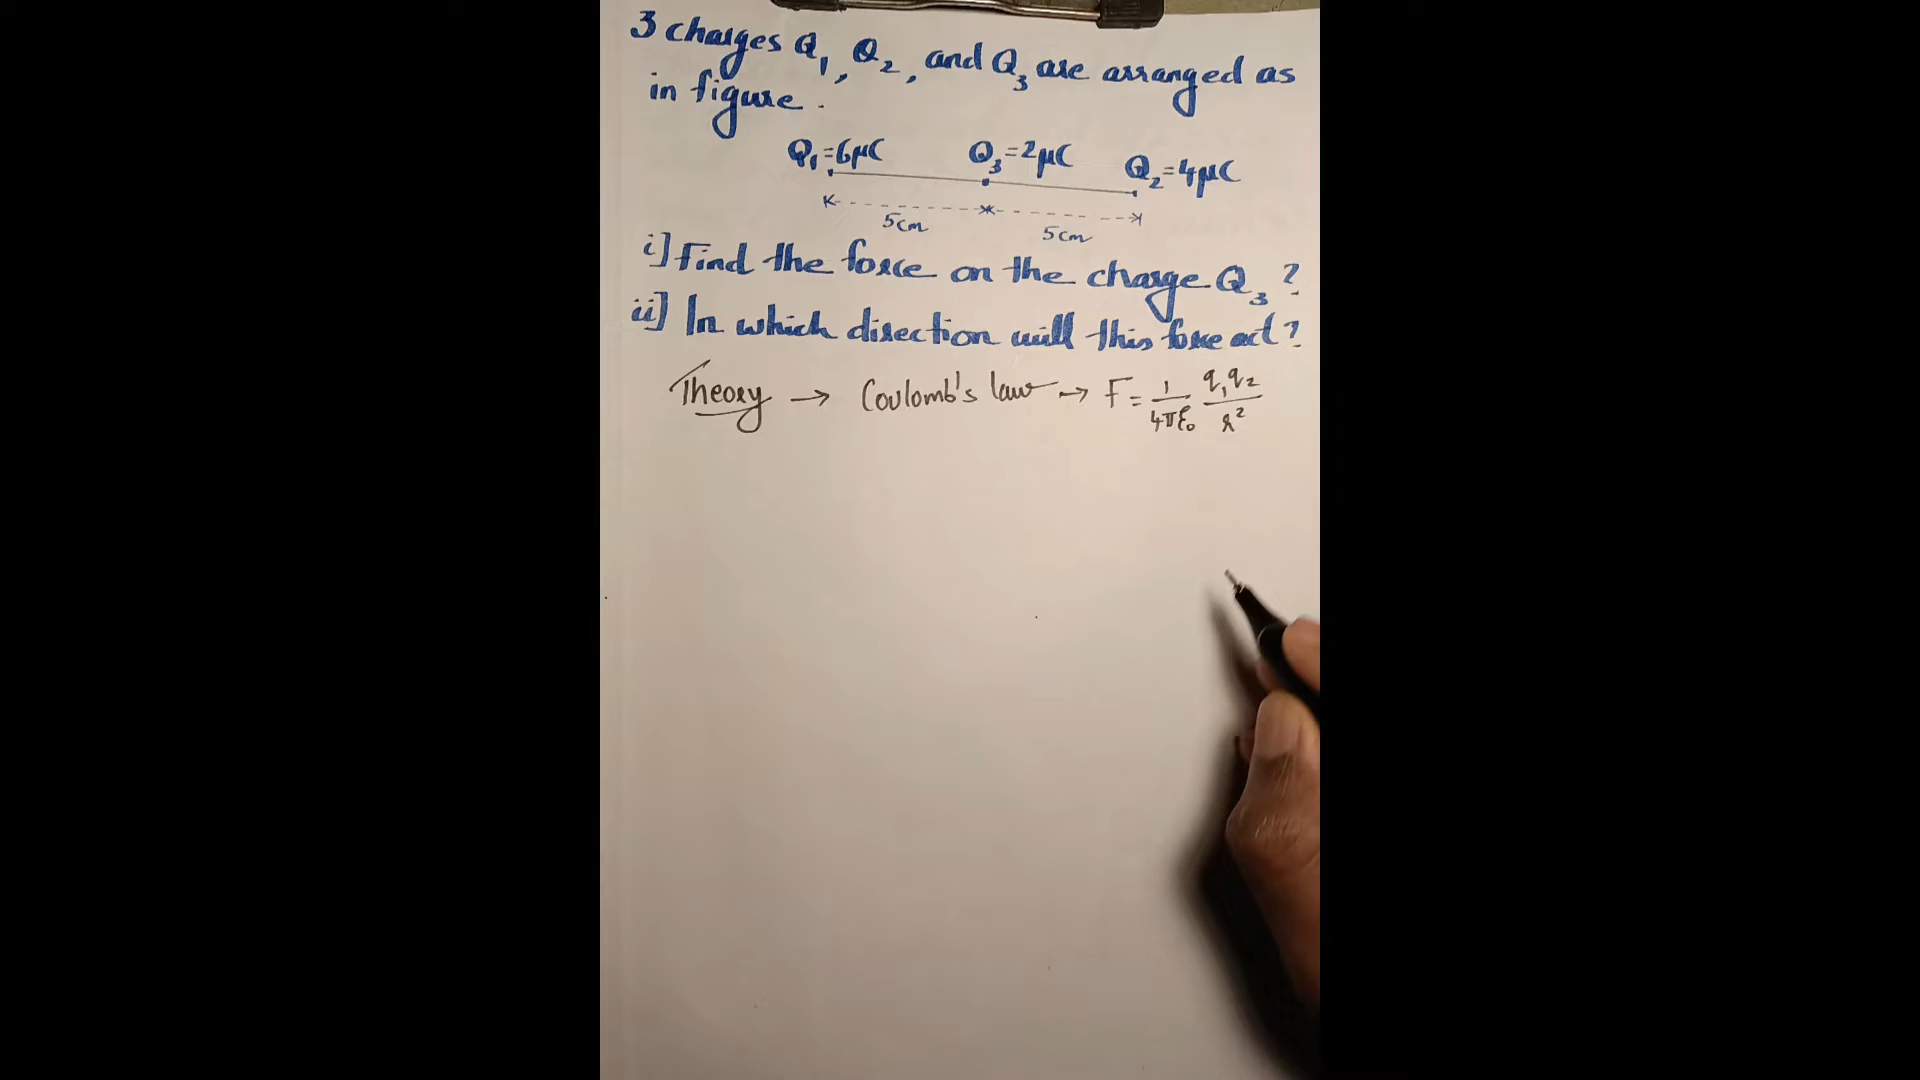 3 charges Q₁, Q₂, and Q₃ are arranged as
in figure.
Q₁=6μC Q₃=2μC Q₂=4μC
5cm 5cm
i] Find the force on the charge Q₃?
ii] In which direction will this force act?
Theory → Coulomb's law → F = 1/4πε₀ q₁q₂/r²